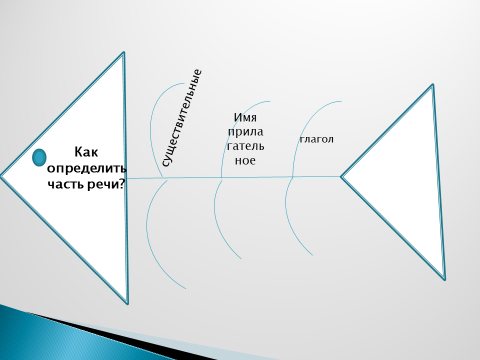 Как
определить
часть речи?
существительные
Имя
прила
гатель
ное
глагол